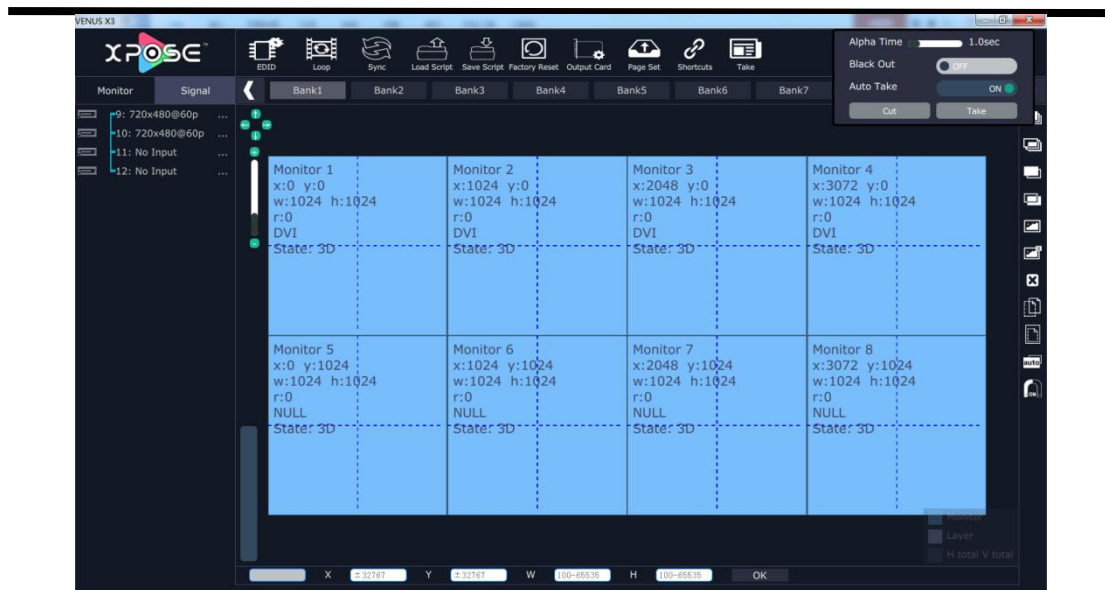 VENUS X3
XPOSE™
EDID
Loop
Sync
Load Script
Save Script
Factory Reset
Output Card
Page Set
Shortcuts
Take
Alpha Time 1.0sec
Black Out OFF
Auto Take ON
Cut Take
Monitor Signal
Bank1 Bank2 Bank3 Bank4 Bank5 Bank6 Bank7
9: 720x480@60p ...
10: 720x480@60p ...
11: No Input ...
12: No Input ...
Monitor 1
x:0 y:0
w:1024 h:1024
r:0
DVI
State: 3D
Monitor 2
x:1024 y:0
w:1024 h:1024
r:0
DVI
State: 3D
Monitor 3
x:2048 y:0
w:1024 h:1024
r:0
DVI
State: 3D
Monitor 4
x:3072 y:0
w:1024 h:1024
r:0
DVI
State: 3D
Monitor 5
x:0 y:1024
w:1024 h:1024
r:0
NULL
State: 3D
Monitor 6
x:1024 y:1024
w:1024 h:1024
r:0
NULL
State: 3D
Monitor 7
x:2048 y:1024
w:1024 h:1024
r:0
NULL
State: 3D
Monitor 8
x:3072 y:1024
w:1024 h:1024
r:0
NULL
State: 3D
auto
ON
Monitor
Layer
H total V total
X ±32767 Y ±32767 W 100-65535 H 100-65535 OK